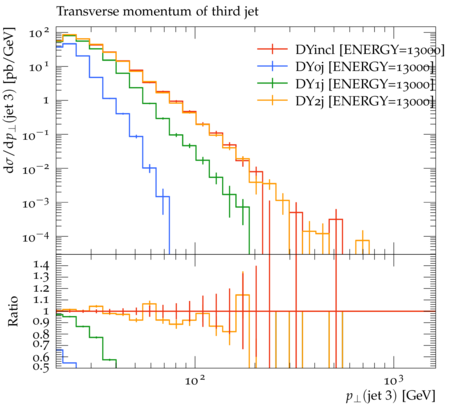 Transverse momentum of third jet
dσ/dp⊥(jet 3) [pb/GeV]
10²
10¹
1
10⁻¹
10⁻²
10⁻³
10⁻⁴
DYincl [ENERGY=13000]
DY0j [ENERGY=13000]
DY1j [ENERGY=13000]
DY2j [ENERGY=13000]
Ratio
1.4
1.3
1.2
1.1
1
0.9
0.8
0.7
0.6
0.5
10²
10³
p⊥(jet 3) [GeV]